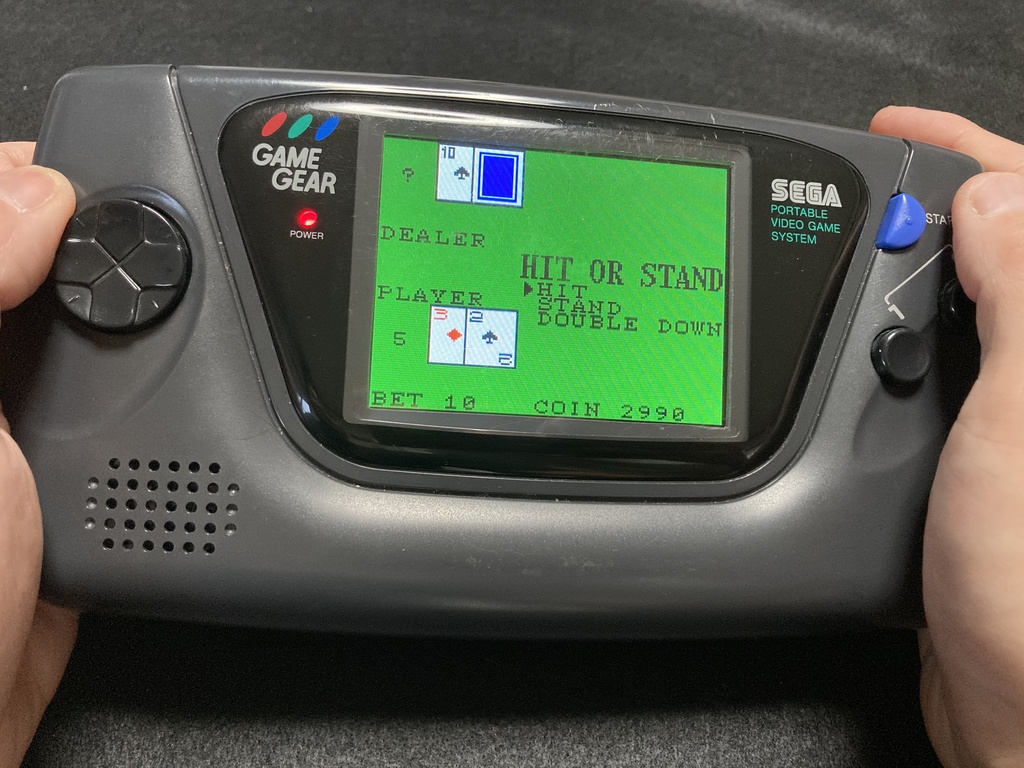 GAME
GEAR
POWER
10
?
DEALER
HIT OR STAND
HIT
STAND
DOUBLE DOWN
PLAYER
3
2
5
2
BET 10
COIN 2990
SEGA
PORTABLE
VIDEO GAME
SYSTEM